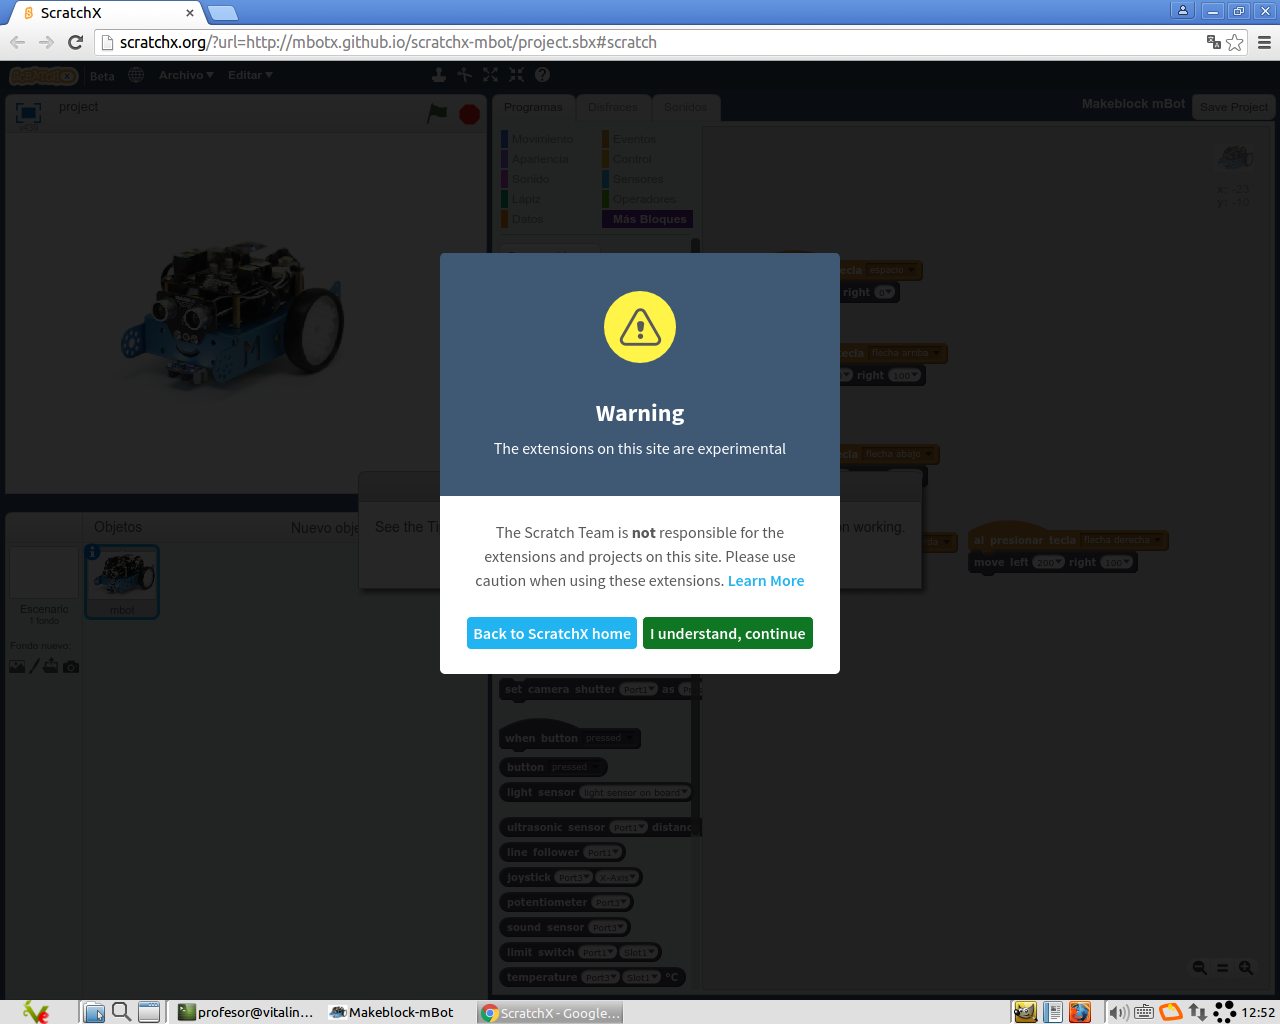 ScratchX
scratchx.org/?url=http://mbotx.github.io/scratchx-mbot/project.sbx#scratch
Beta
Archivo
Editar
project
Programas
Disfraces
Sonidos
Makeblock mBot
Save Project
Movimiento
Eventos
Apariencia
Control
Sonido
Sensores
Lápiz
Operadores
Datos
Más Bloques
x: -23
y: -10
tecla espacio
right 0
Warning
The extensions on this site are experimental
tecla flecha arriba
right 100
tecla flecha abajo
See the
n working.
The Scratch Team is not responsible for the
extensions and projects on this site. Please use
caution when using these extensions. Learn More
Back to ScratchX home
I understand, continue
al presionar tecla flecha derecha
move left 200 right 100
Objetos
Nuevo obje
mbot
Escenario
1 fondo
Fondo nuevo:
set camera shutter Port1 as
when button pressed
button pressed
light sensor light sensor on board
ultrasonic sensor Port1 distanc
line follower Port1
joystick Port3 X-Axis
potentiometer Port3
sound sensor Port3
limit switch Port1 Slot1
temperature Port3 Slot1 °C
profesor@vitalin...
Makeblock-mBot
ScratchX - Google...
12:52